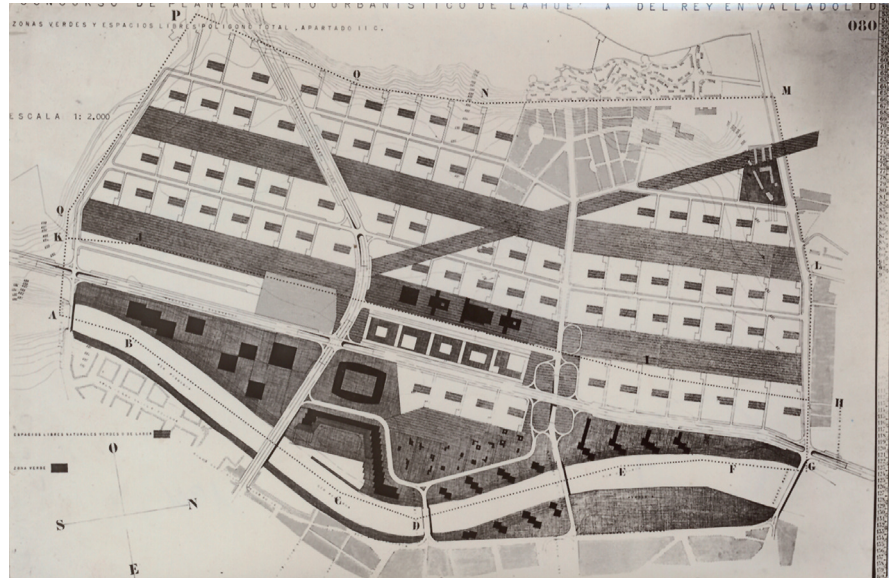 CONCURSO DE PLANEAMIENTO URBANISTICO DE LA HUERTA DEL REY EN VALLADOLID
ZONAS VERDES Y ESPACIOS LIBRES POLIGONO TOTAL, APARTADO II C.
080
ESCALA 1: 2.000
P
O
N
M
Q
K
J
L
A
B
I
H
C
D
E
F
G
ZONA VERDE
O
S
N
E